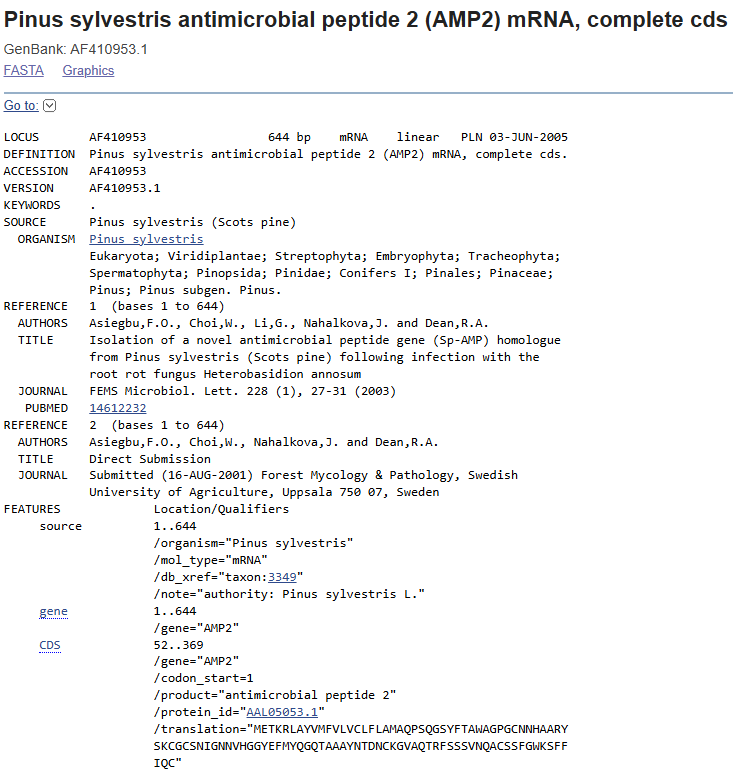 Pinus sylvestris antimicrobial peptide 2 (AMP2) mRNA, complete cds
GenBank: AF410953.1
FASTA Graphics
Go to:
LOCUS AF410953 644 bp mRNA linear PLN 03-JUN-2005
DEFINITION Pinus sylvestris antimicrobial peptide 2 (AMP2) mRNA, complete cds.
ACCESSION AF410953
VERSION AF410953.1
KEYWORDS .
SOURCE Pinus sylvestris (Scots pine)
ORGANISM Pinus sylvestris
Eukaryota; Viridiplantae; Streptophyta; Embryophyta; Tracheophyta;
Spermatophyta; Pinopsida; Pinidae; Conifers I; Pinales; Pinaceae;
Pinus; Pinus subgen. Pinus.
REFERENCE 1 (bases 1 to 644)
AUTHORS Asiegbu,F.O., Choi,W., Li,G., Nahalkova,J. and Dean,R.A.
TITLE Isolation of a novel antimicrobial peptide gene (Sp-AMP) homologue
from Pinus sylvestris (Scots pine) following infection with the
root rot fungus Heterobasidion annosum
JOURNAL FEMS Microbiol. Lett. 228 (1), 27-31 (2003)
PUBMED 14612232
REFERENCE 2 (bases 1 to 644)
AUTHORS Asiegbu,F.O., Choi,W., Nahalkova,J. and Dean,R.A.
TITLE Direct Submission
JOURNAL Submitted (16-AUG-2001) Forest Mycology & Pathology, Swedish
University of Agriculture, Uppsala 750 07, Sweden
FEATURES Location/Qualifiers
source 1..644
/organism="Pinus sylvestris"
/mol_type="mRNA"
/db_xref="taxon:3349"
/note="authority: Pinus sylvestris L."
gene 1..644
/gene="AMP2"
CDS 52..369
/gene="AMP2"
/codon_start=1
/product="antimicrobial peptide 2"
/protein_id="AAL05053.1"
/translation="METKRLAYVMFVLVCLFLAMAQPSQGSYFTAWAGPGCNNHAARY
SKCGCSNIGNNVHGGYEFMYQGQTAAAYNTDNCKGVAQTRFSSSVNQACSSFGWKSFF
IQC"